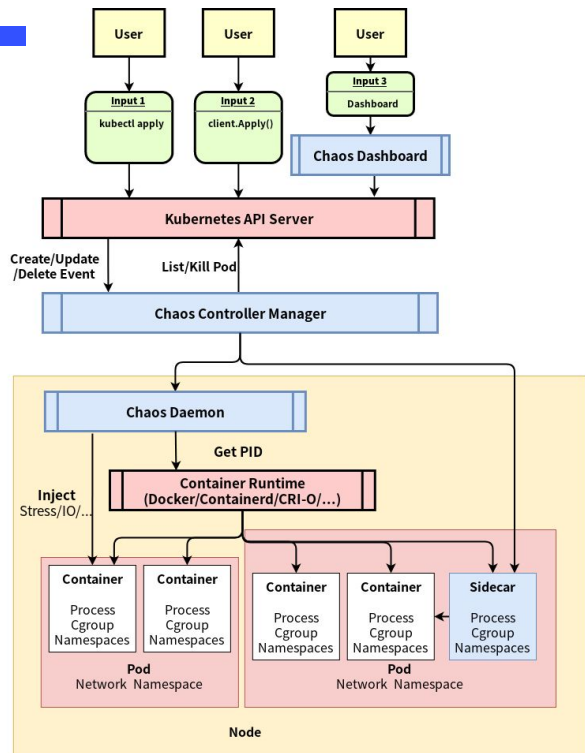 User
User
User
Input 1
kubectl apply
Input 2
client.Apply()
Input 3
Dashboard
Chaos Dashboard
Kubernetes API Server
Create/Update
/Delete Event
List/Kill Pod
Chaos Controller Manager
Chaos Daemon
Get PID
Container Runtime
(Docker/Containerd/CRI-O/...)
Inject
Stress/IO/...
Container
Process
Cgroup
Namespaces
Container
Process
Cgroup
Namespaces
Pod
Network Namespace
Container
Process
Cgroup
Namespaces
Container
Process
Cgroup
Namespaces
Sidecar
Process
Cgroup
Namespaces
Pod
Network Namespace
Node